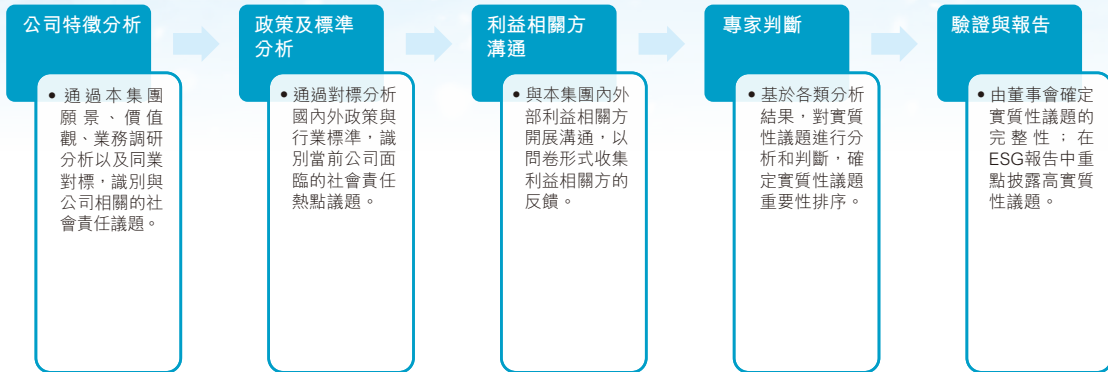 公司特徵分析
• 通過本集團
願景、價值
觀、業務調研
分析以及同業
對標，識別與
公司相關的社
會責任議題。
政策及標準
分析
• 通過對標分析
國內外政策與
行業標準，識
別當前公司面
臨的社會責任
熱點議題。
利益相關方
溝通
• 與本集團內外
部利益相關方
開展溝通，以
問卷形式收集
利益相關方的
反饋。
專家判斷
• 基於各類分析
結果，對實質
性議題進行分
析和判斷，確
定實質性議題
重要性排序。
驗證與報告
• 由董事會確定
實質性議題的
完整性；在
ESG報告中重
點披露高實質
性議題。